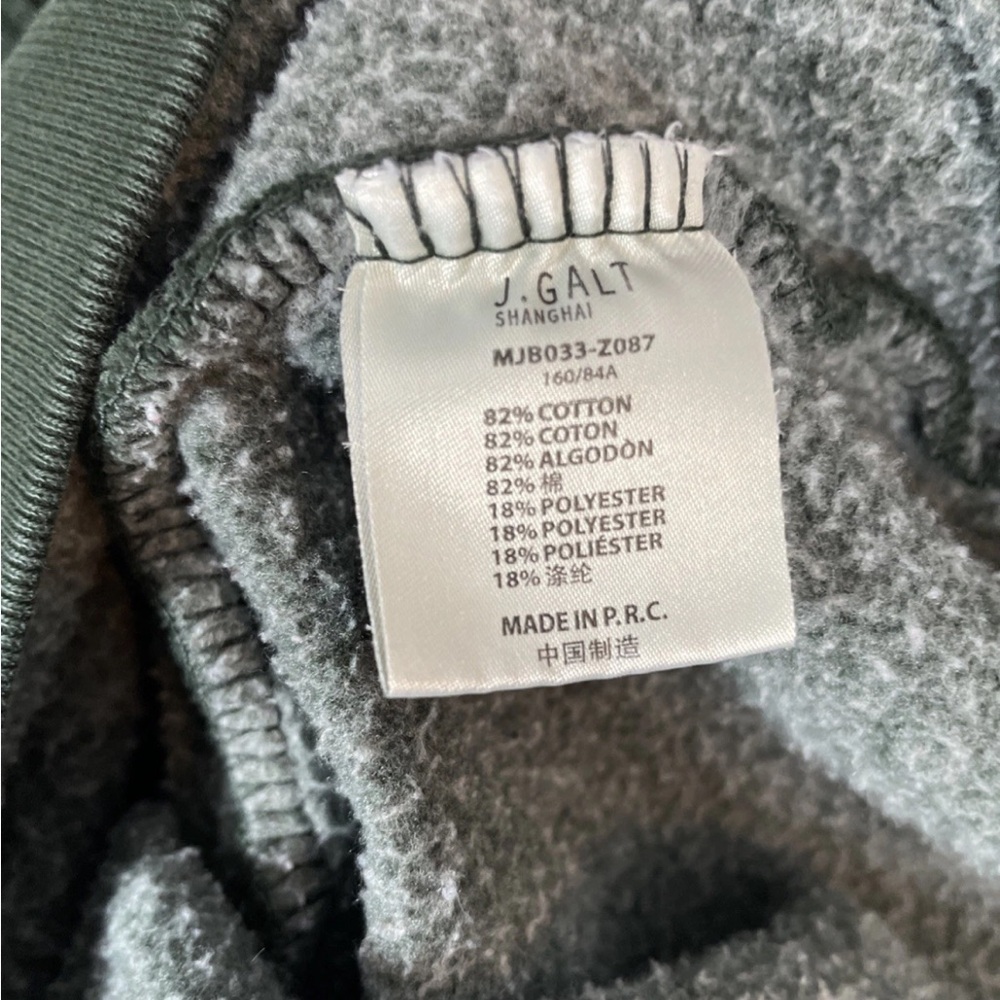 J.GALT
SHANGHAI
MJB033-Z087
160/84A
82% COTTON
82% COTON
82% ALGODÒN
82% 棉
18% POLYESTER
18% POLYESTER
18% POLIÉSTER
18% 涤纶
MADE IN P.R.C.
中国制造